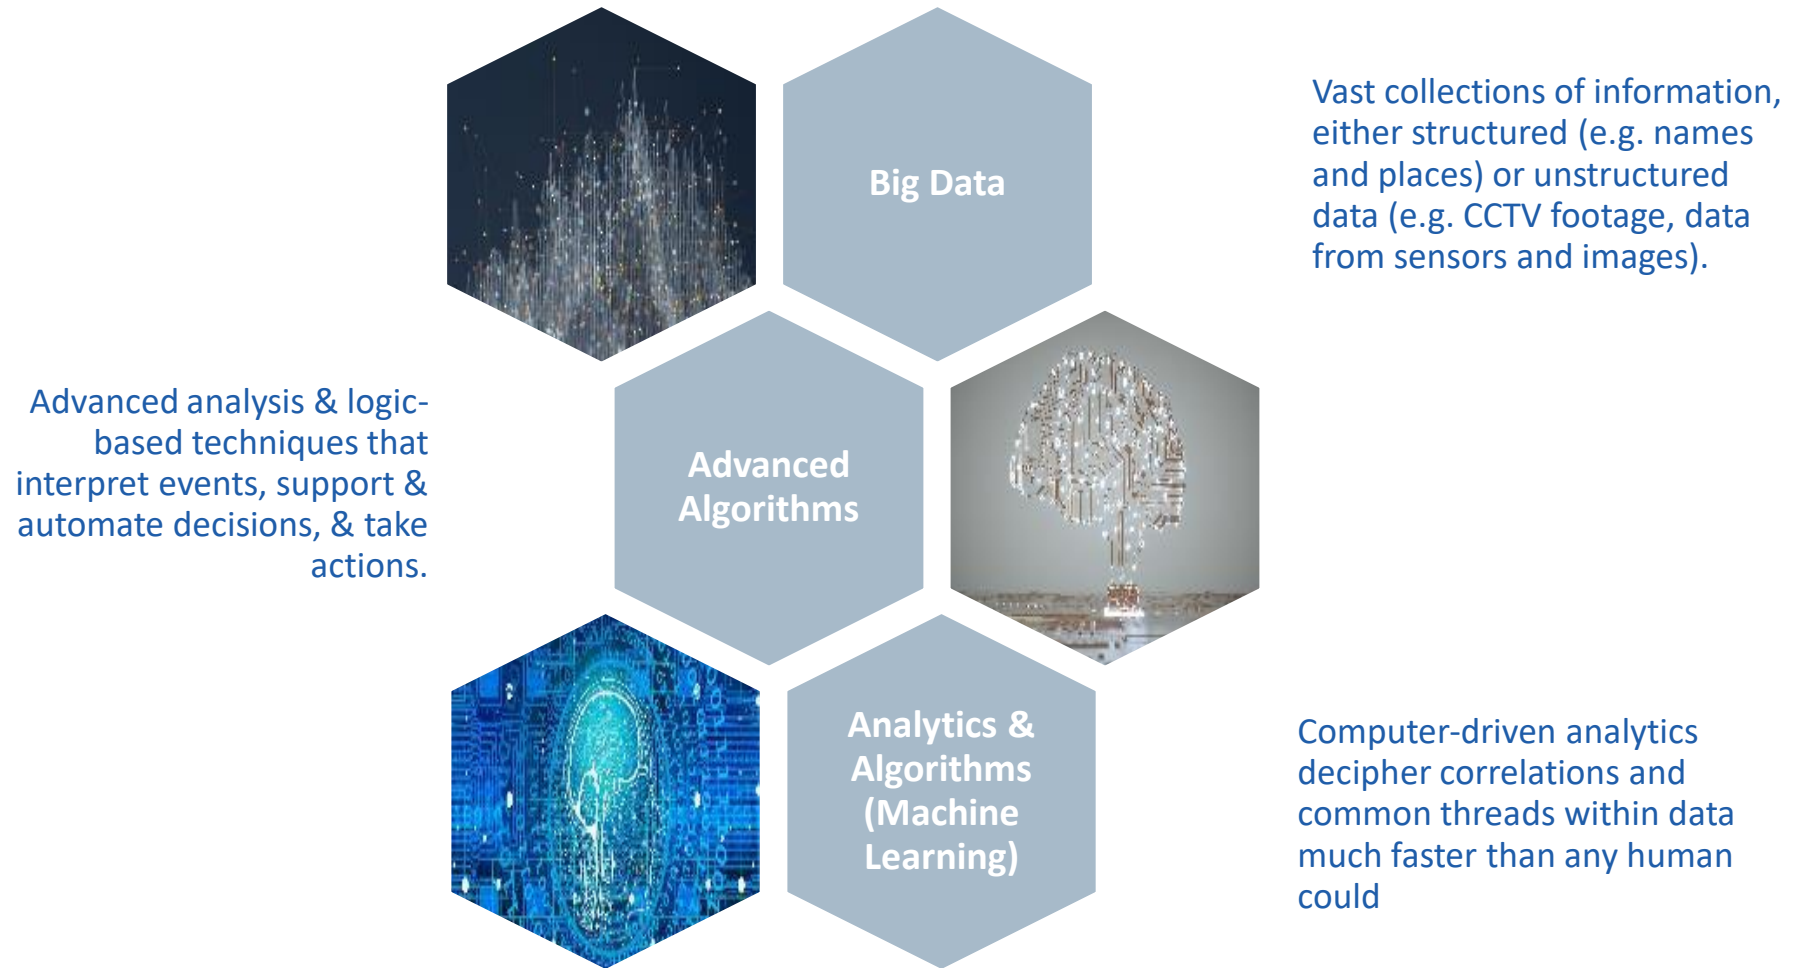 Big Data
Vast collections of information,
either structured (e.g. names
and places) or unstructured
data (e.g. CCTV footage, data
from sensors and images).
Advanced analysis & logic-
based techniques that
interpret events, support &
automate decisions, & take
actions.
Advanced
Algorithms
Analytics &
Algorithms
(Machine
Learning)
Computer-driven analytics
decipher correlations and
common threads within data
much faster than any human
could